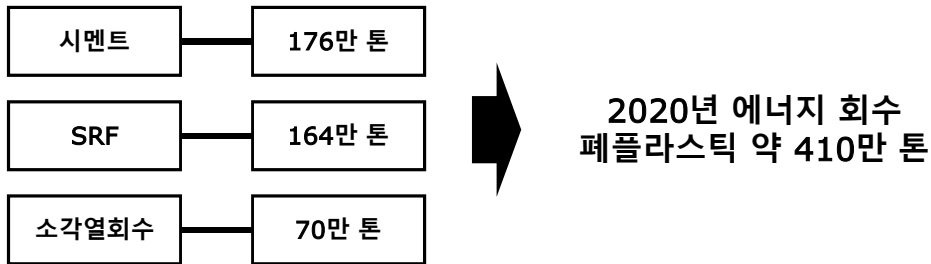 시멘트
176만 톤
SRF
164만 톤
소각열회수
70만 톤
2020년 에너지 회수
폐플라스틱 약 410만 톤